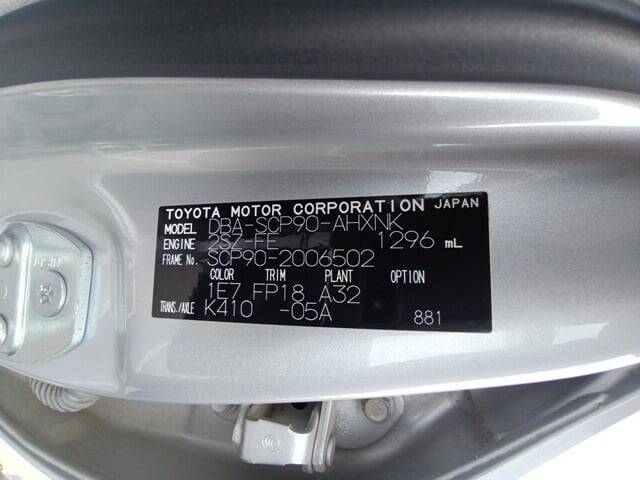 TOYOTA MOTOR CORPORATION JAPAN
MODEL DBA-SCP90-AHXNK
ENGINE 2SZ-FE 1296 mL
FRAME No. SCP90-2006502
COLOR TRIM PLANT OPTION
1E7 FP18 A32
TRANS./AXLE K410 -05A 881